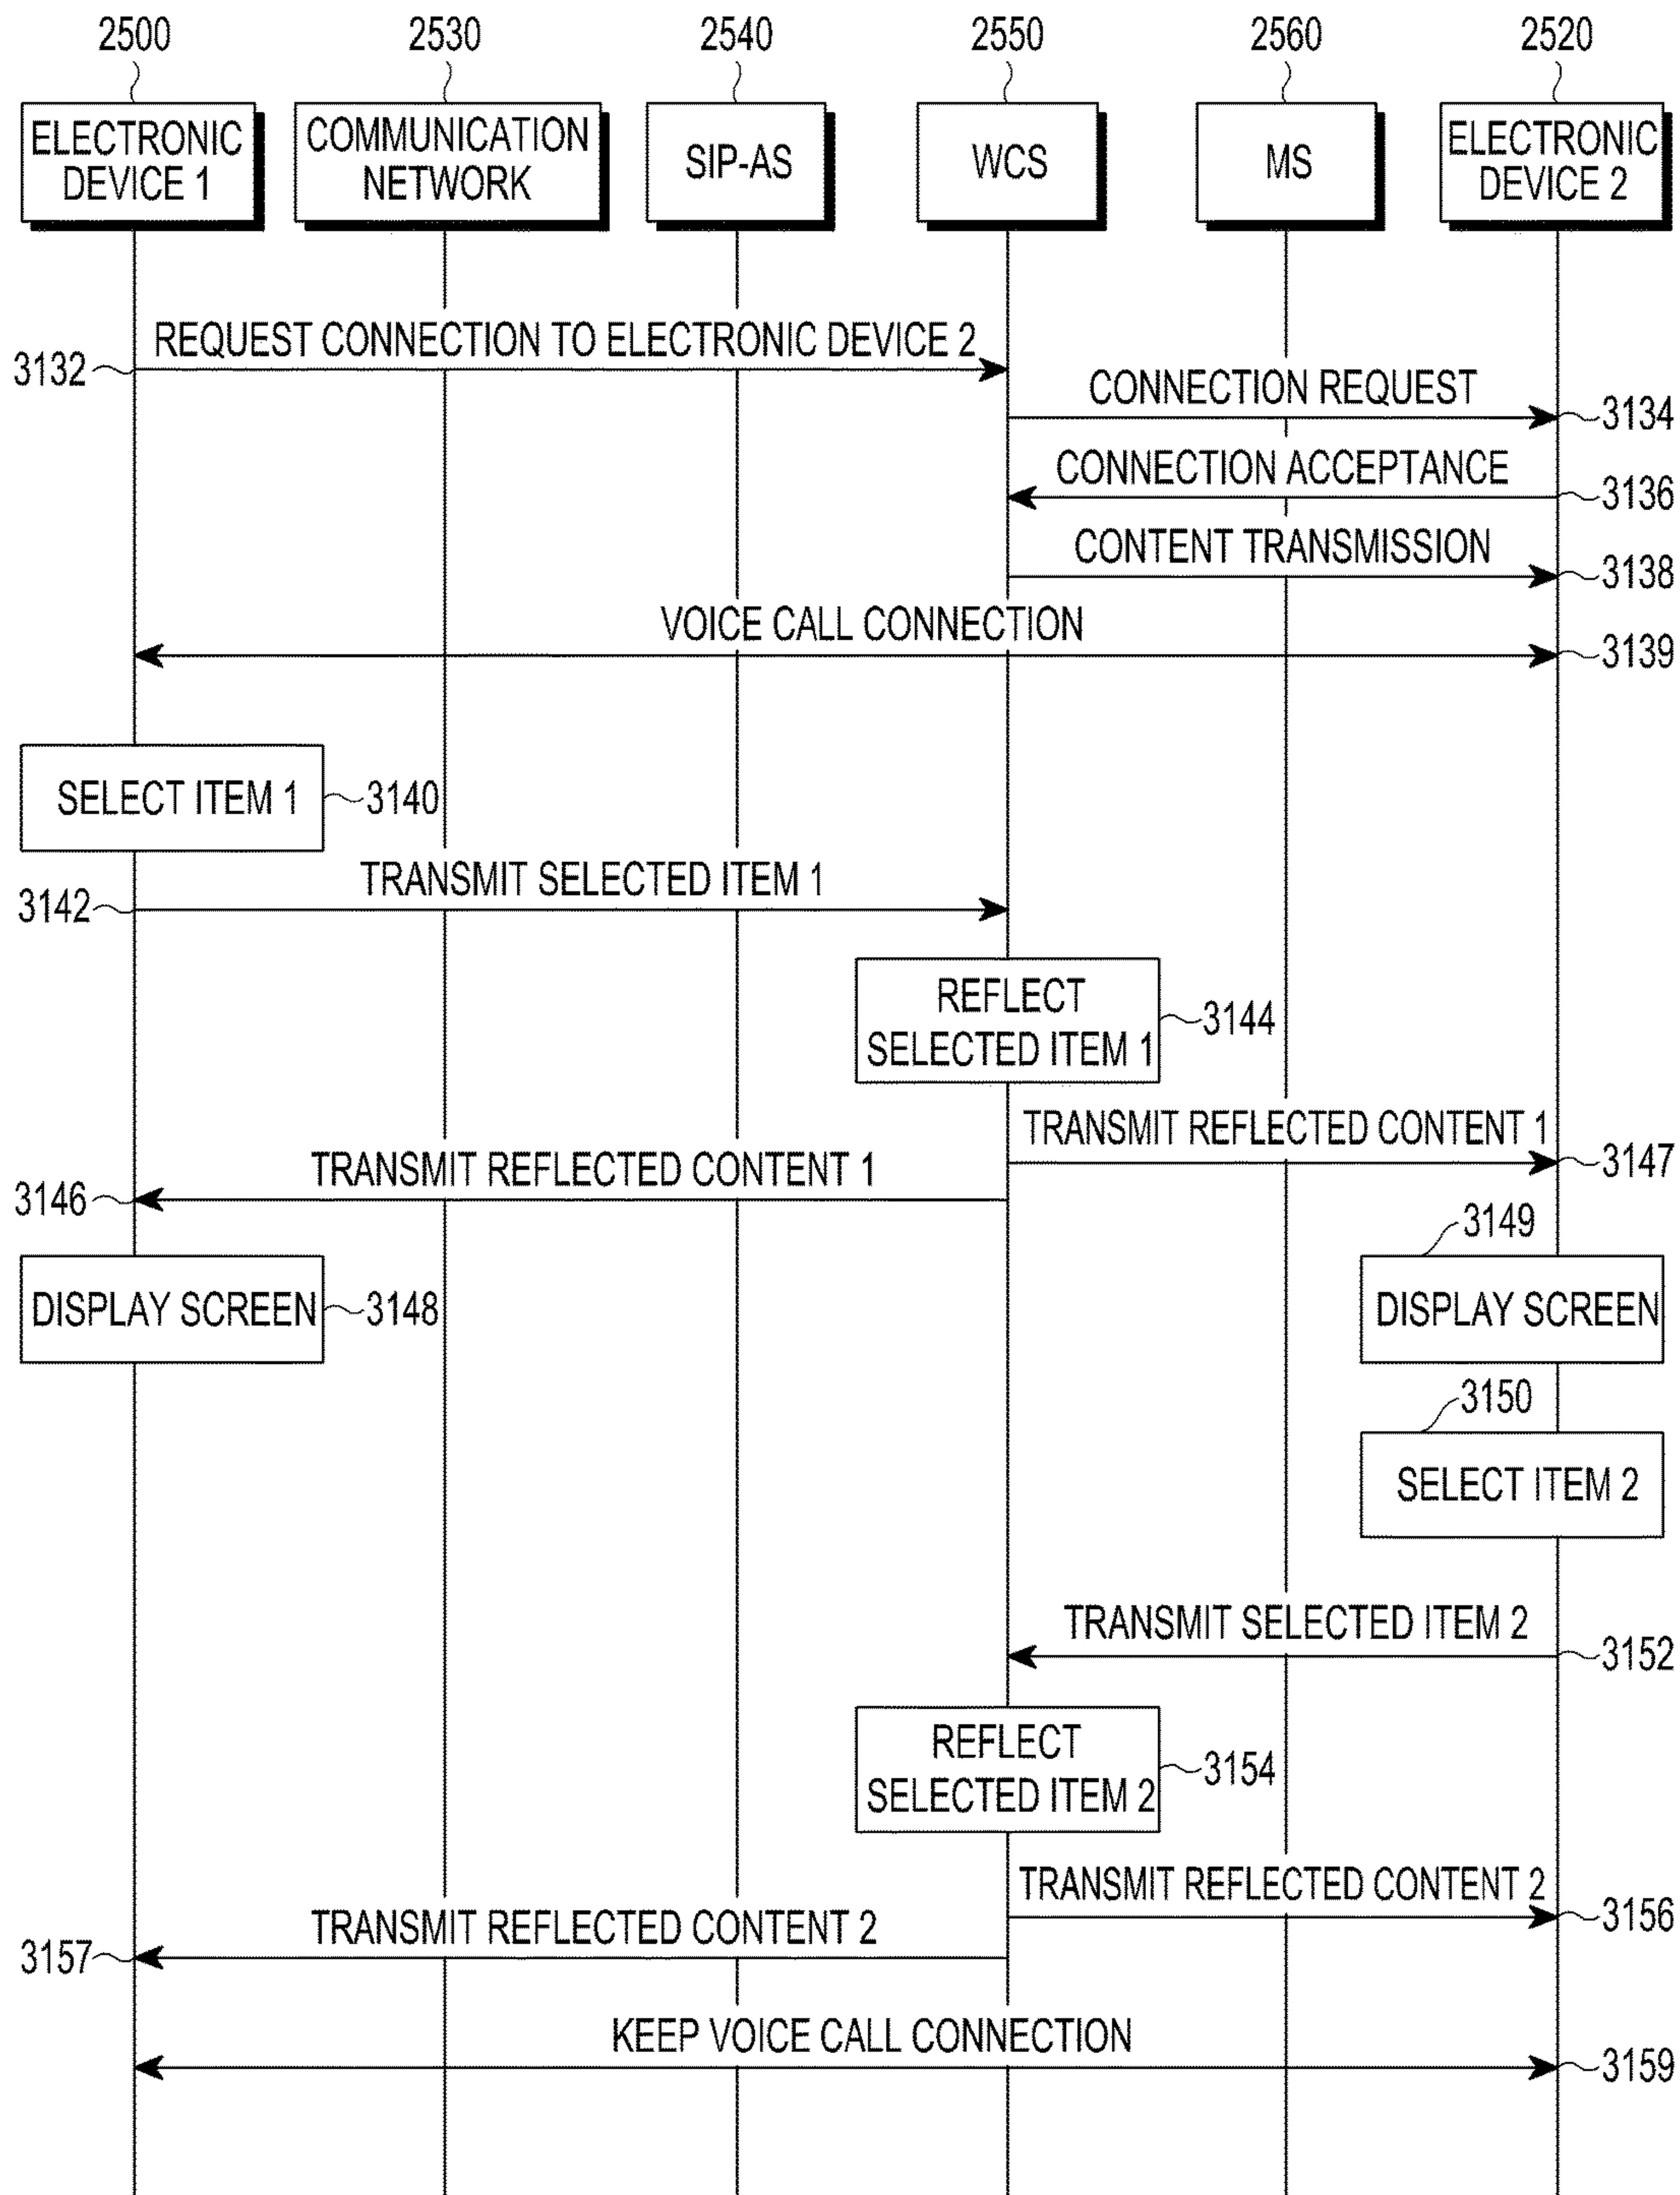 2500
2530
2540
2550
2560
2520
ELECTRONIC
DEVICE 1
COMMUNICATION
NETWORK
SIP-AS
WCS
MS
ELECTRONIC
DEVICE 2
REQUEST CONNECTION TO ELECTRONIC DEVICE 2
3132
CONNECTION REQUEST
3134
CONNECTION ACCEPTANCE
3136
CONTENT TRANSMISSION
3138
VOICE CALL CONNECTION
3139
SELECT ITEM 1
3140
TRANSMIT SELECTED ITEM 1
3142
REFLECT
SELECTED ITEM 1
3144
TRANSMIT REFLECTED CONTENT 1
3147
TRANSMIT REFLECTED CONTENT 1
3146
3149
DISPLAY SCREEN
3148
DISPLAY SCREEN
3150
SELECT ITEM 2
TRANSMIT SELECTED ITEM 2
3152
REFLECT
SELECTED ITEM 2
3154
TRANSMIT REFLECTED CONTENT 2
3156
TRANSMIT REFLECTED CONTENT 2
3157
KEEP VOICE CALL CONNECTION
3159